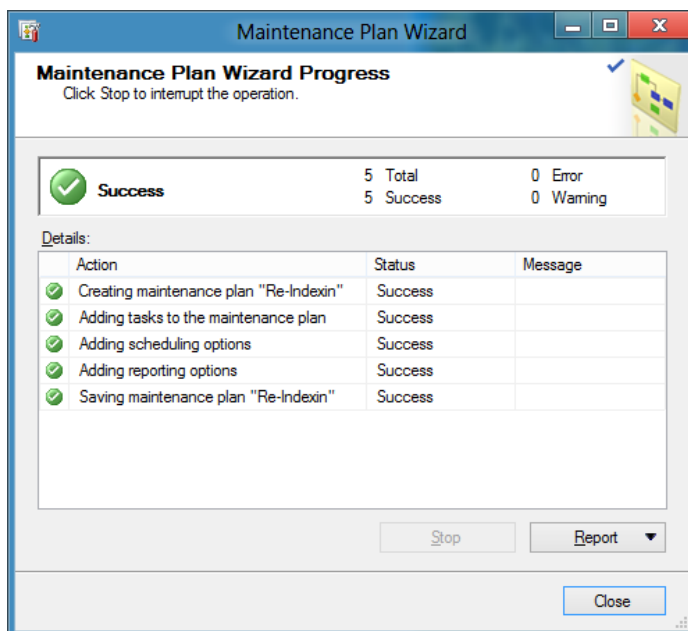 Maintenance Plan Wizard
Maintenance Plan Wizard Progress
Click Stop to interrupt the operation.
Success
5 Total
0 Error
5 Success
0 Warning
Details:
Action Status Message
Creating maintenance plan "Re-Indexin" Success
Adding tasks to the maintenance plan Success
Adding scheduling options Success
Adding reporting options Success
Saving maintenance plan "Re-Indexin" Success
Stop Report
Close